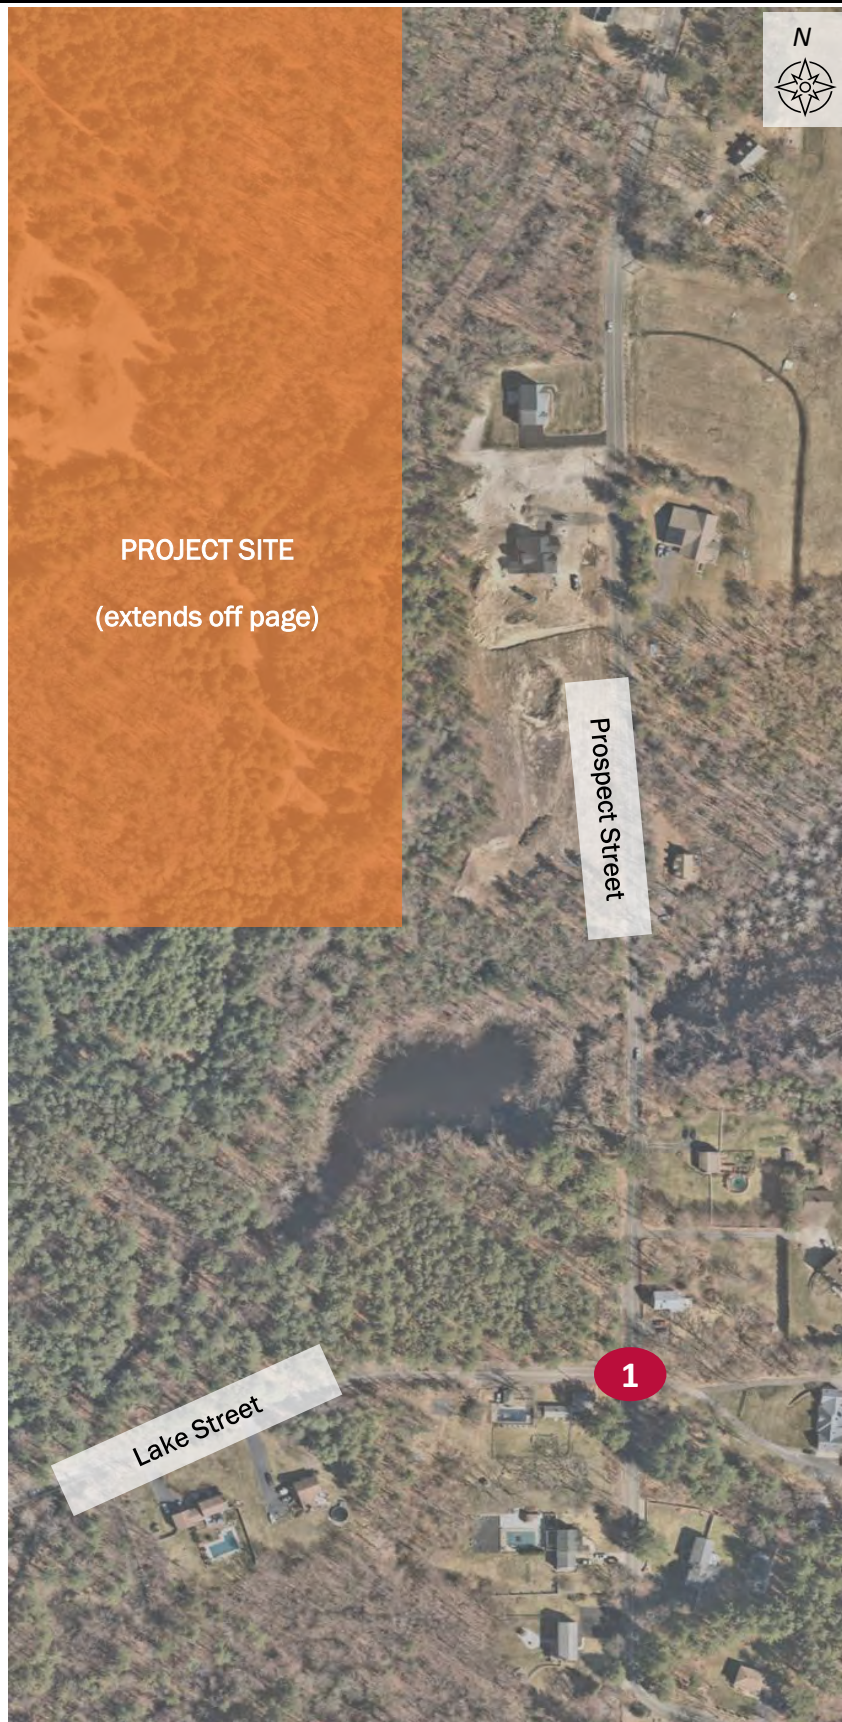 N
PROJECT SITE
(extends off page)
Prospect Street
1
Lake Street